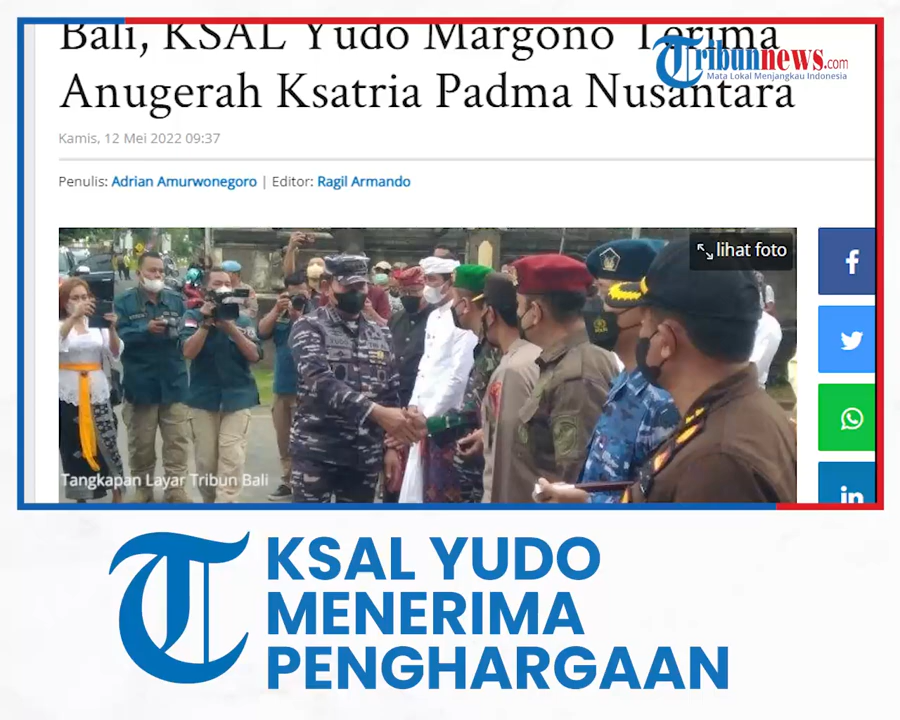 Bali, KSAL Yudo Margono Terima
Tribunnews.com
Mata Lokal Menjangkau Indonesia
Anugerah Ksatria Padma Nusantara
Kamis, 12 Mei 2022 09:37
Penulis: Adrian Amurwonegoro | Editor: Ragil Armando
lihat foto
Tangkapan Layar Tribun Bali
KSAL YUDO
MENERIMA
PENGHARGAAN